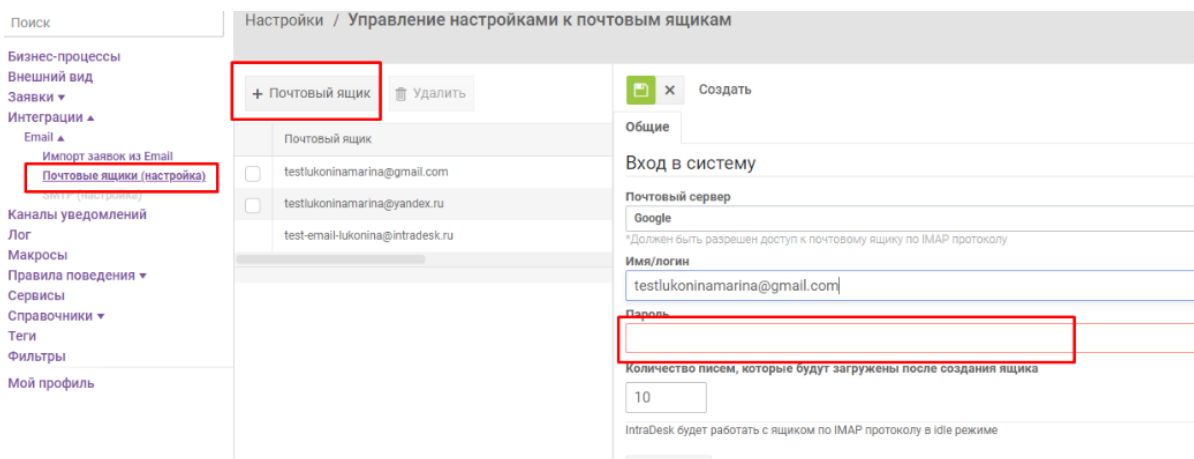 Поиск
Бизнес-процессы
Внешний вид
Заявки
Интеграции
Email
Импорт заявок из Email
Почтовые ящики (настройка)
SMTP (настройка)
Каналы уведомлений
Лог
Макросы
Правила поведения
Сервисы
Справочники
Теги
Фильтры
Мой профиль
Настройки / Управление настройками к почтовым ящикам
+ Почтовый ящик
Удалить
Почтовый ящик
testlukoninamarina@gmail.com
testlukoninamarina@yandex.ru
test-email-lukonina@intradesk.ru
Создать
Общие
Вход в систему
Почтовый сервер
Google
*Должен быть разрешен доступ к почтовому ящику по IMAP протоколу
Имя/логин
testlukoninamarina@gmail.com
Пароль
Количество писем, которые будут загружены после создания ящика
10
IntraDesk будет работать с ящиком по IMAP протоколу в idle режиме